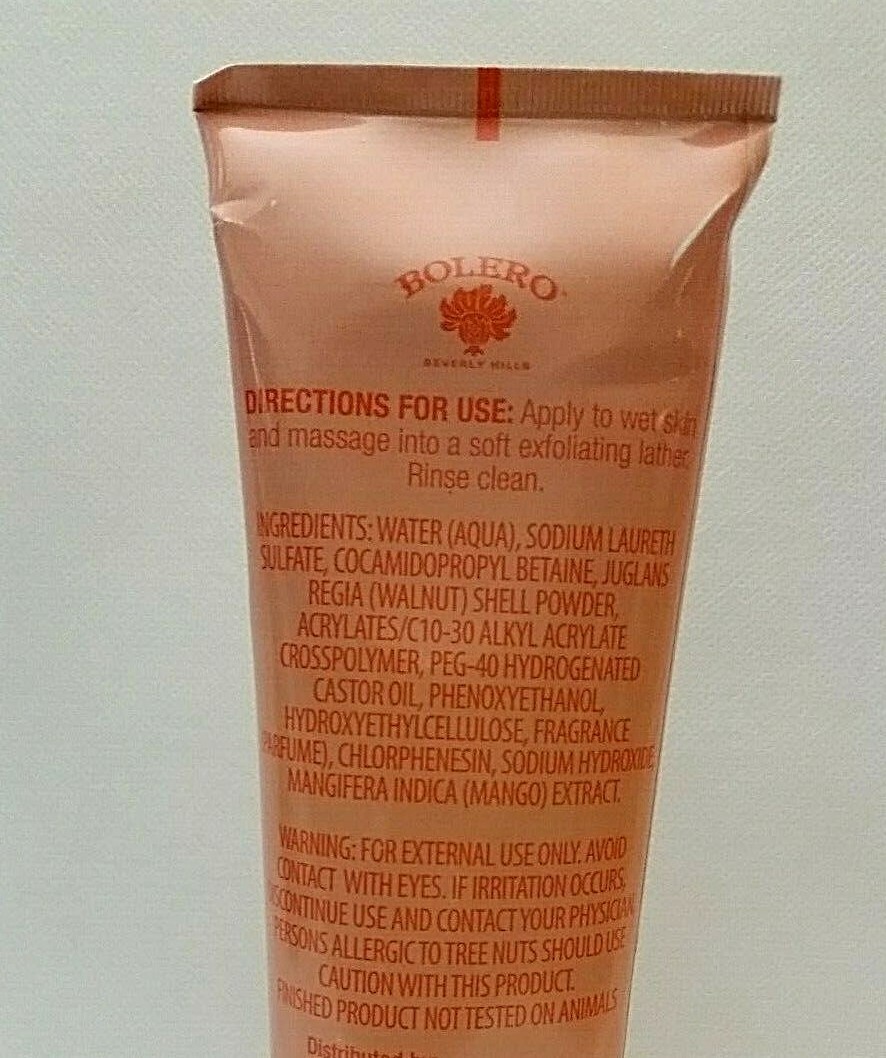 BOLERO
BEVERLY HILLS
DIRECTIONS FOR USE: Apply to wet skin
and massage into a soft exfoliating lather.
Rinse clean.
INGREDIENTS: WATER (AQUA), SODIUM LAURETH
SULFATE, COCAMIDOPROPYL BETAINE, JUGLANS
REGIA (WALNUT) SHELL POWDER,
ACRYLATES/C10-30 ALKYL ACRYLATE
CROSSPOLYMER, PEG-40 HYDROGENATED
CASTOR OIL, PHENOXYETHANOL,
HYDROXYETHYLCELLULOSE, FRAGRANCE
(PARFUME), CHLORPHENESIN, SODIUM HYDROXIDE
MANGIFERA INDICA (MANGO) EXTRACT.
WARNING: FOR EXTERNAL USE ONLY. AVOID
CONTACT WITH EYES. IF IRRITATION OCCURS,
DISCONTINUE USE AND CONTACT YOUR PHYSICIAN
PERSONS ALLERGIC TO TREE NUTS SHOULD USE
CAUTION WITH THIS PRODUCT.
FINISHED PRODUCT NOT TESTED ON ANIMALS
Distributed by